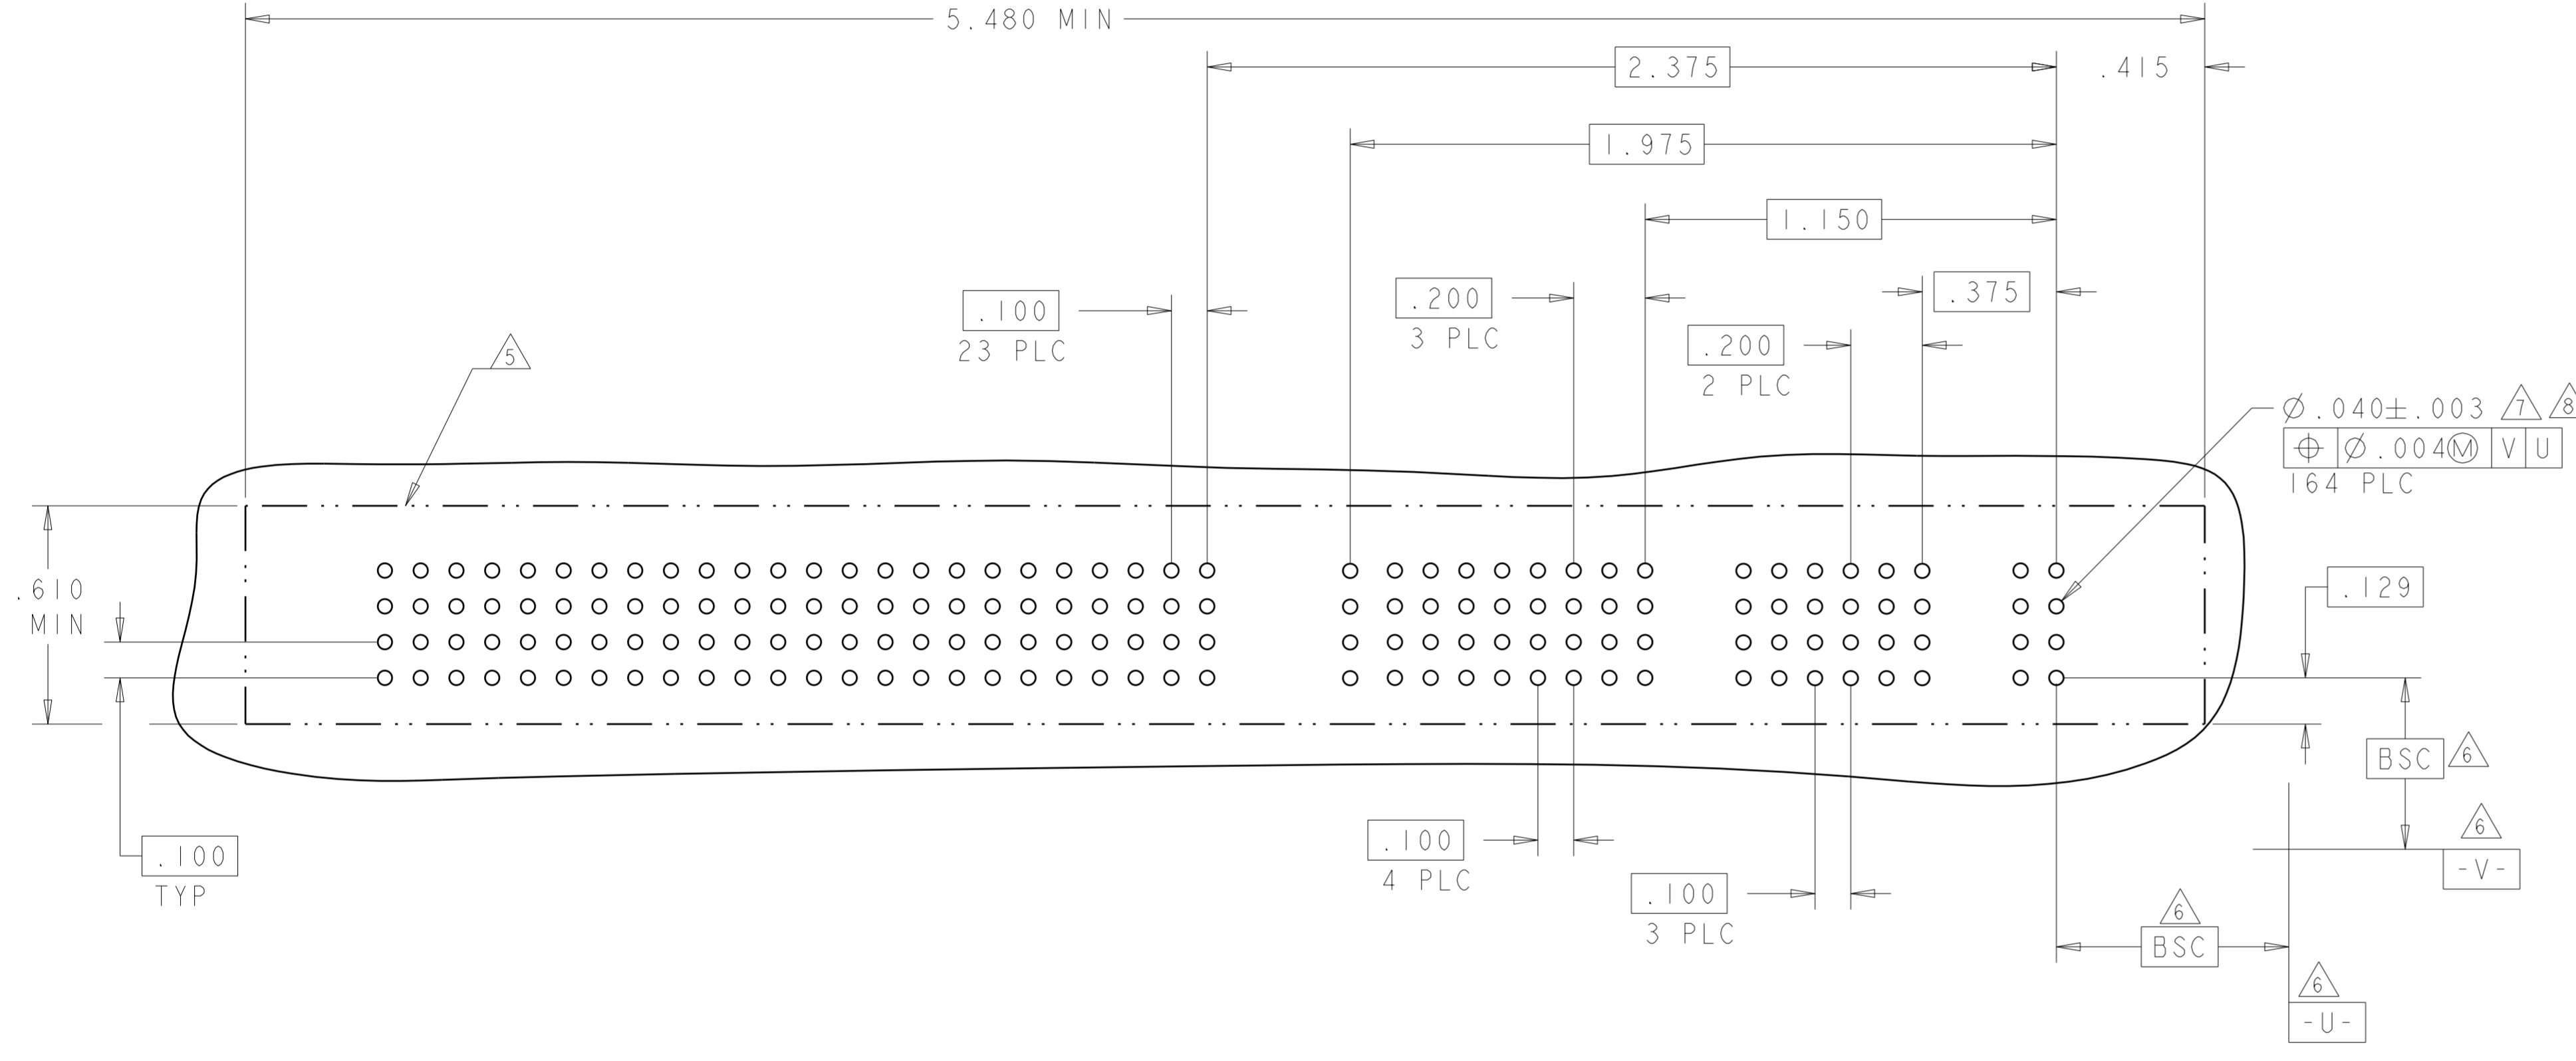 5.480 MIN
2.375
.415
1.975
1.150
.375
.200
3 PLC
.100
23 PLC
.200
2 PLC
5
Ø.040±.003 7 8
⌖ Ø.004Ⓜ V U
164 PLC
.610
MIN
.129
BSC 6
6
-V-
.100
TYP
.100
4 PLC
.100
3 PLC
6
BSC
6
-U-